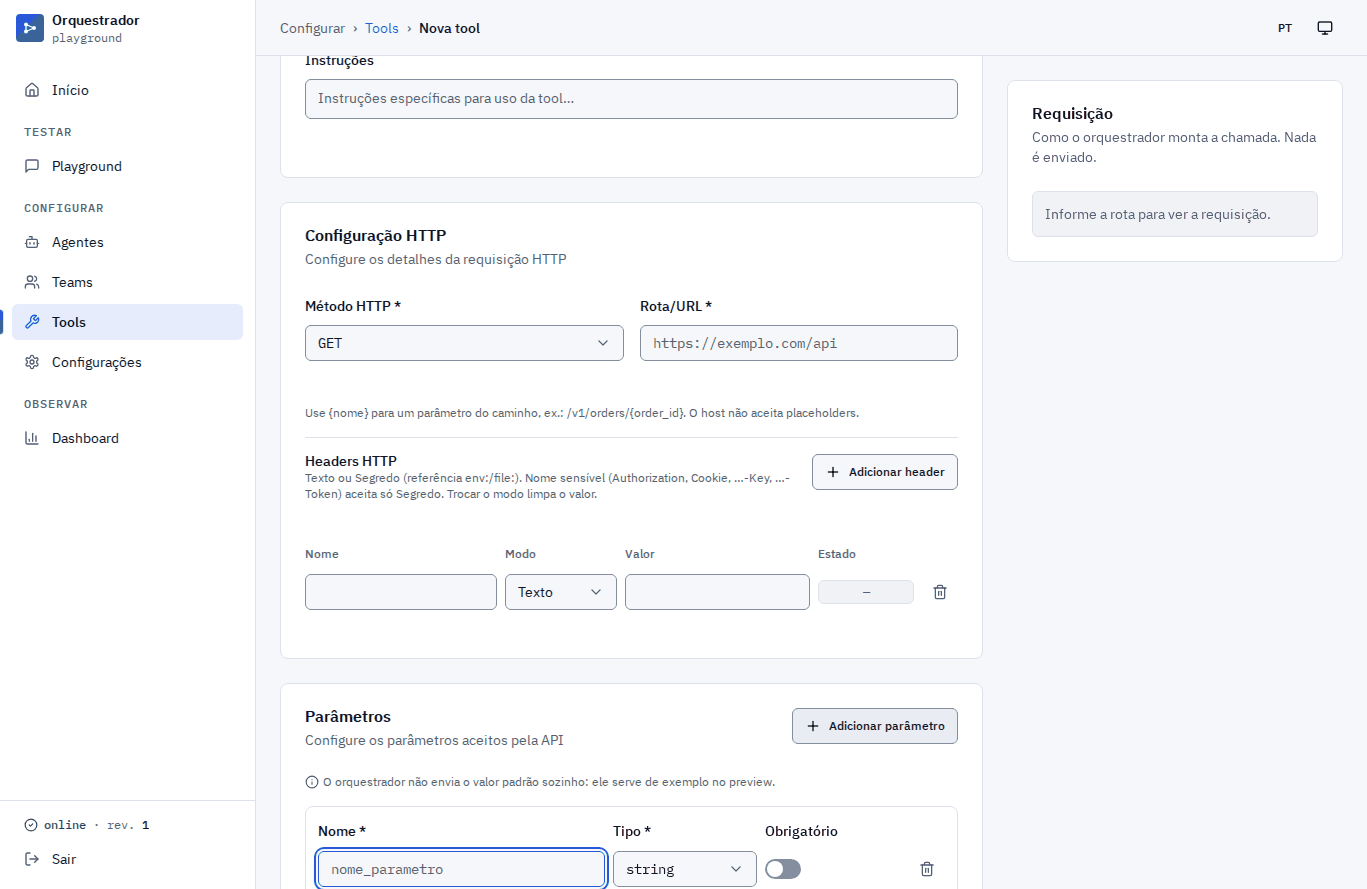 Orquestrador
playground
Início
TESTAR
Playground
CONFIGURAR
Agentes
Teams
Tools
Configurações
OBSERVAR
Dashboard
online · rev. 1
Sair
Configurar › Tools › Nova tool
PT
Instruções
Instruções específicas para uso da tool...
Configuração HTTP
Configure os detalhes da requisição HTTP
Método HTTP * Rota/URL *
GET https://exemplo.com/api
Use {nome} para um parâmetro do caminho, ex.: /v1/orders/{order_id}. O host não aceita placeholders.
Headers HTTP
Texto ou Segredo (referência env:/file:). Nome sensível (Authorization, Cookie, …-Key, …-
Token) aceita só Segredo. Trocar o modo limpa o valor.
Adicionar header
Nome Modo Valor Estado
Texto –
Parâmetros
Configure os parâmetros aceitos pela API
Adicionar parâmetro
O orquestrador não envia o valor padrão sozinho: ele serve de exemplo no preview.
Nome * Tipo * Obrigatório
nome_parametro string
Requisição
Como o orquestrador monta a chamada. Nada
é enviado.
Informe a rota para ver a requisição.